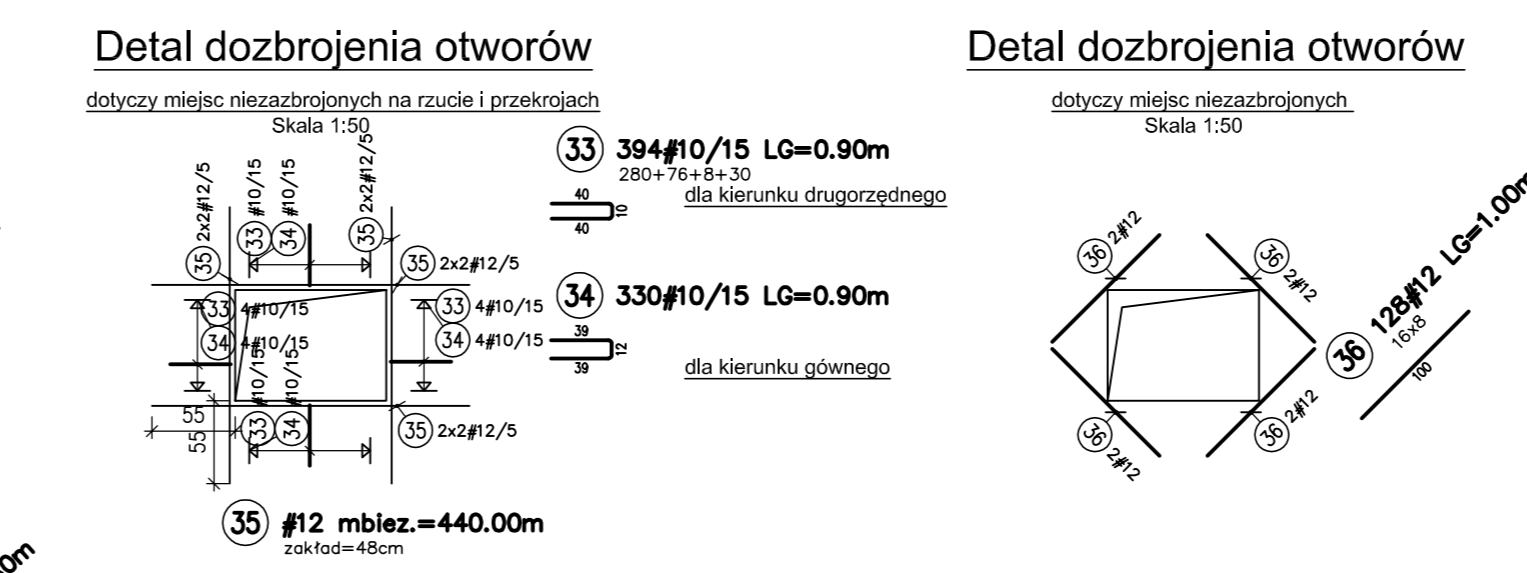 Detal dozbrojenia otworów
dotyczy miejsc niezazbrojonych na rzucie i przekrojach
Skala 1:50
35 2x2#12/5
33 #10/15
34 #10/15
35 2x2#12/5
35 2x2#12/5
33 4#10/15
34 4#10/15
33 4#10/15
34 4#10/15
33 #10/15
34 #10/15
35 2x2#12/5
55
55
35 #12 mbiez.=440.00m
zakład=48cm
33 394#10/15 LG=0.90m
280+76+8+30
dla kierunku drugorzędnego
40
10
40
34 330#10/15 LG=0.90m
39
12
39
dla kierunku gównego
Detal dozbrojenia otworów
dotyczy miejsc niezazbrojonych
Skala 1:50
36 2#12
36 2#12
36 2#12
36 2#12
36 128#12 LG=1.00m
16x8
100
0m